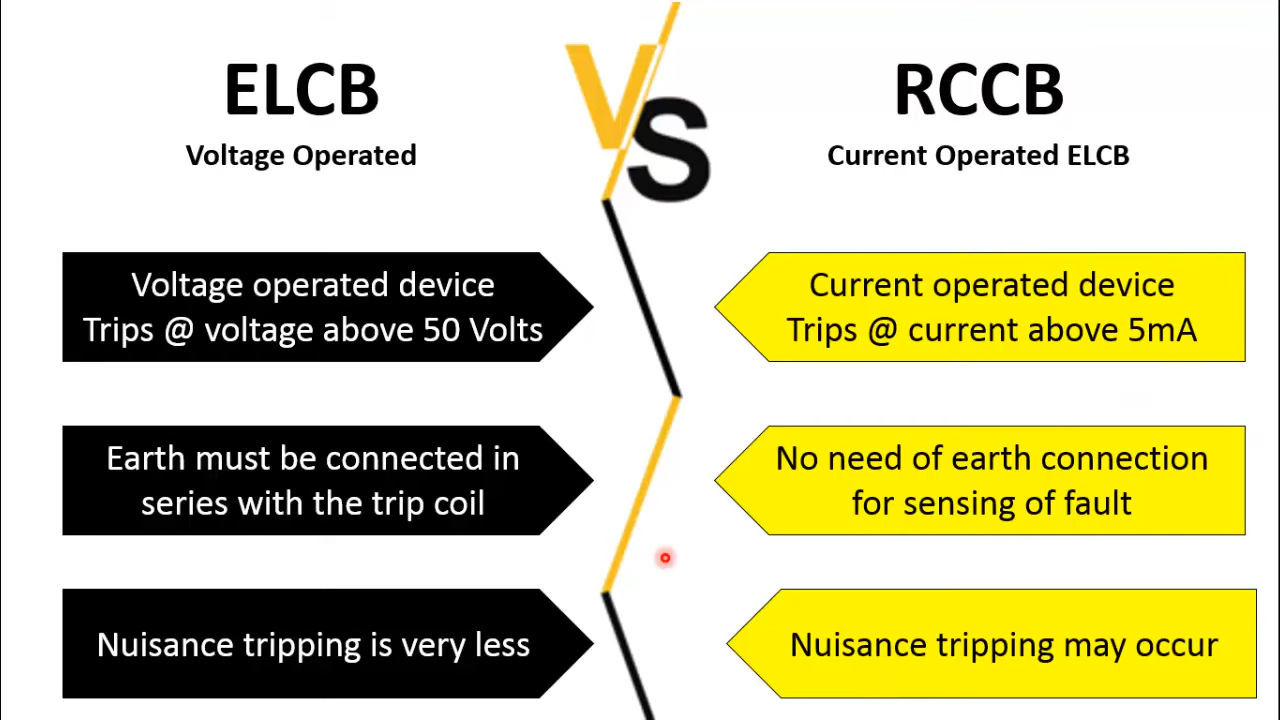 ELCB
Voltage Operated
VS
RCCB
Current Operated ELCB
Voltage operated device
Trips @ voltage above 50 Volts
Current operated device
Trips @ current above 5mA
Earth must be connected in
series with the trip coil
No need of earth connection
for sensing of fault
Nuisance tripping is very less
Nuisance tripping may occur